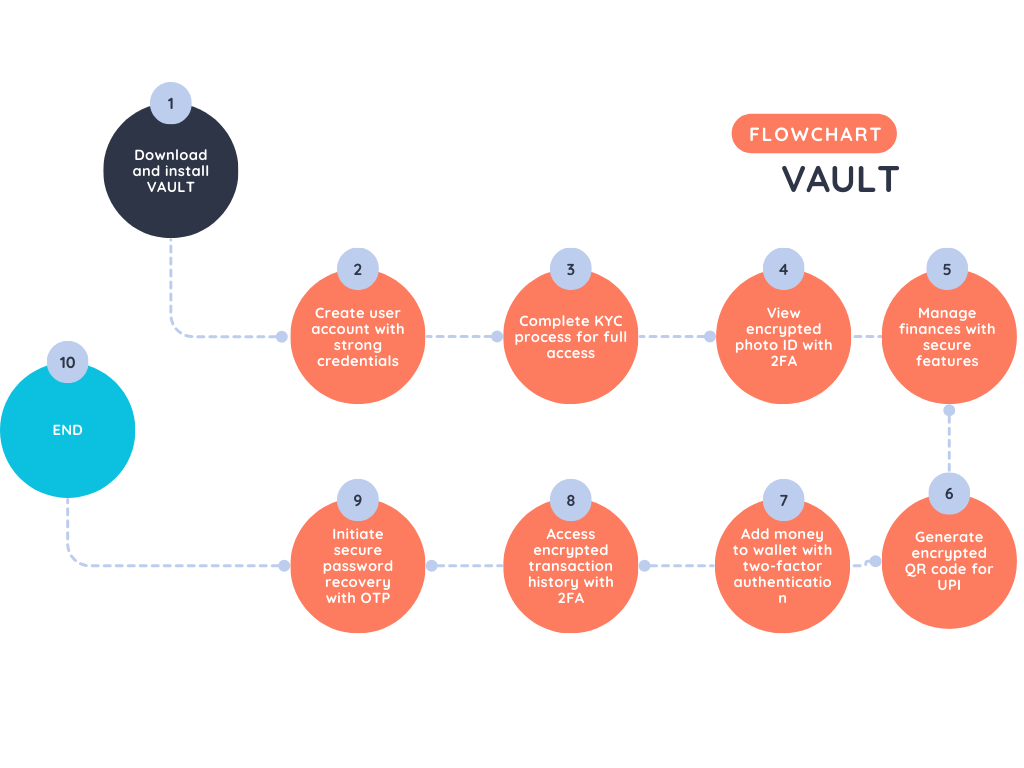 FLOWCHART
VAULT
1
Download
and install
VAULT
2
Create user
account with
strong
credentials
3
Complete KYC
process for full
access
4
View
encrypted
photo ID with
2FA
5
Manage
finances with
secure
features
6
Generate
encrypted
QR code for
UPI
7
Add money
to wallet with
two-factor
authenticatio
n
8
Access
encrypted
transaction
history with
2FA
9
Initiate
secure
password
recovery
with OTP
10
END